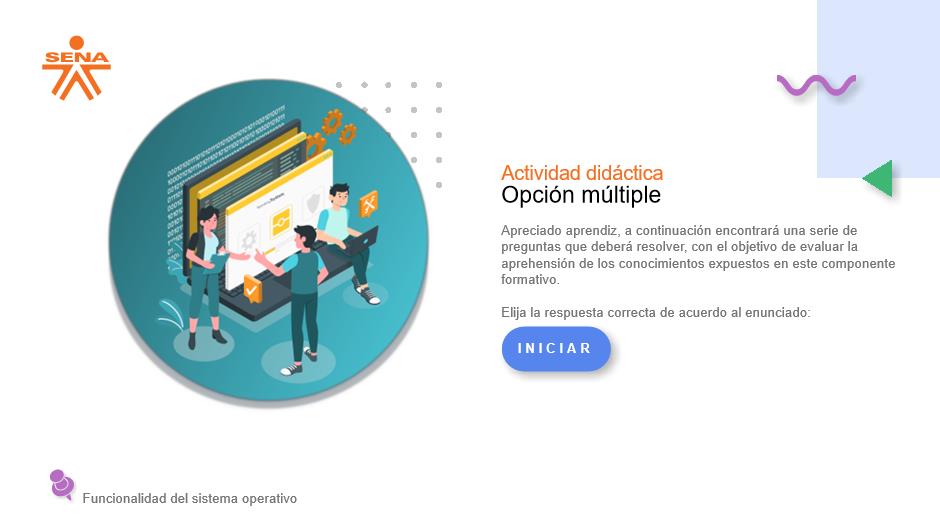 SENA
Actividad didáctica
Opción múltiple
Apreciado aprendiz, a continuación encontrará una serie de
preguntas que deberá resolver, con el objetivo de evaluar la
aprehensión de los conocimientos expuestos en este componente
formativo.
Elija la respuesta correcta de acuerdo al enunciado:
INICIAR
Funcionalidad del sistema operativo